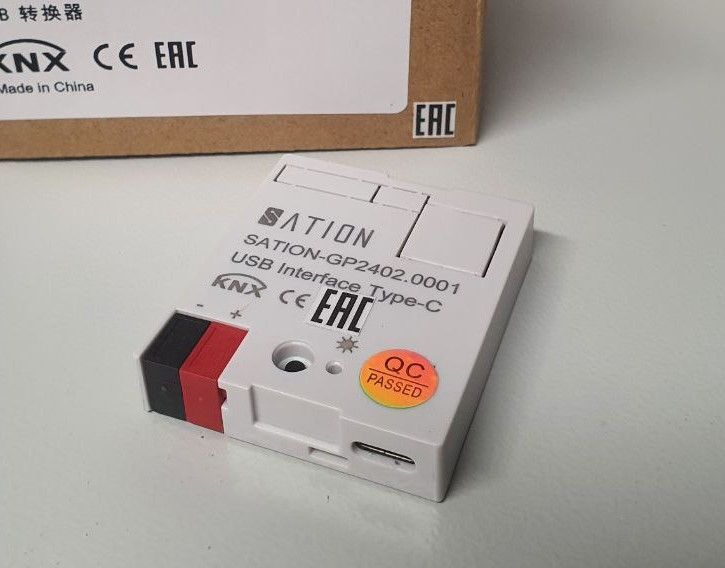 B 转换器
KNX CE EAC
Made in China
EAC
SATION
SATION-GP2402.0001
USB Interface Type-C
KNX CE EAC
- +
QC
PASSED